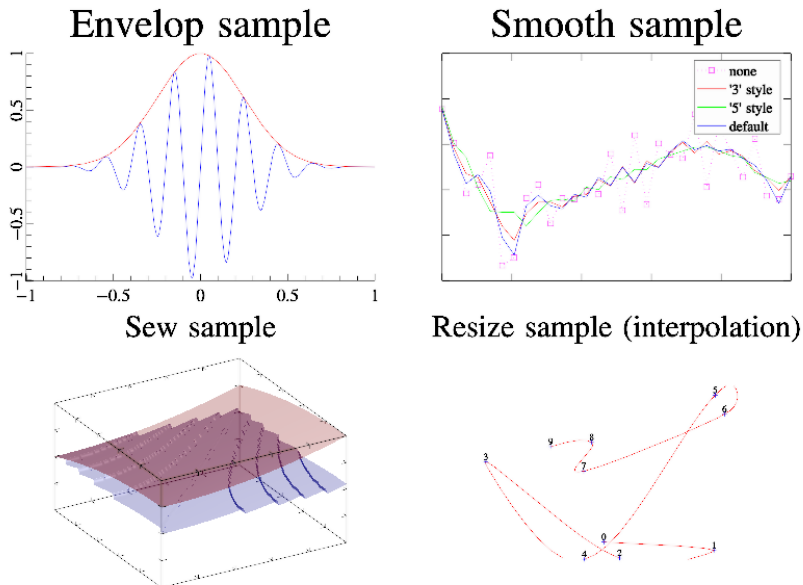 Envelop sample
Smooth sample
1
0.5
0
−0.5
−1
−1
−0.5
0
0.5
1
none
'3' style
'5' style
default
Sew sample
Resize sample (interpolation)
5
6
9
8
7
3
0
1
4
2